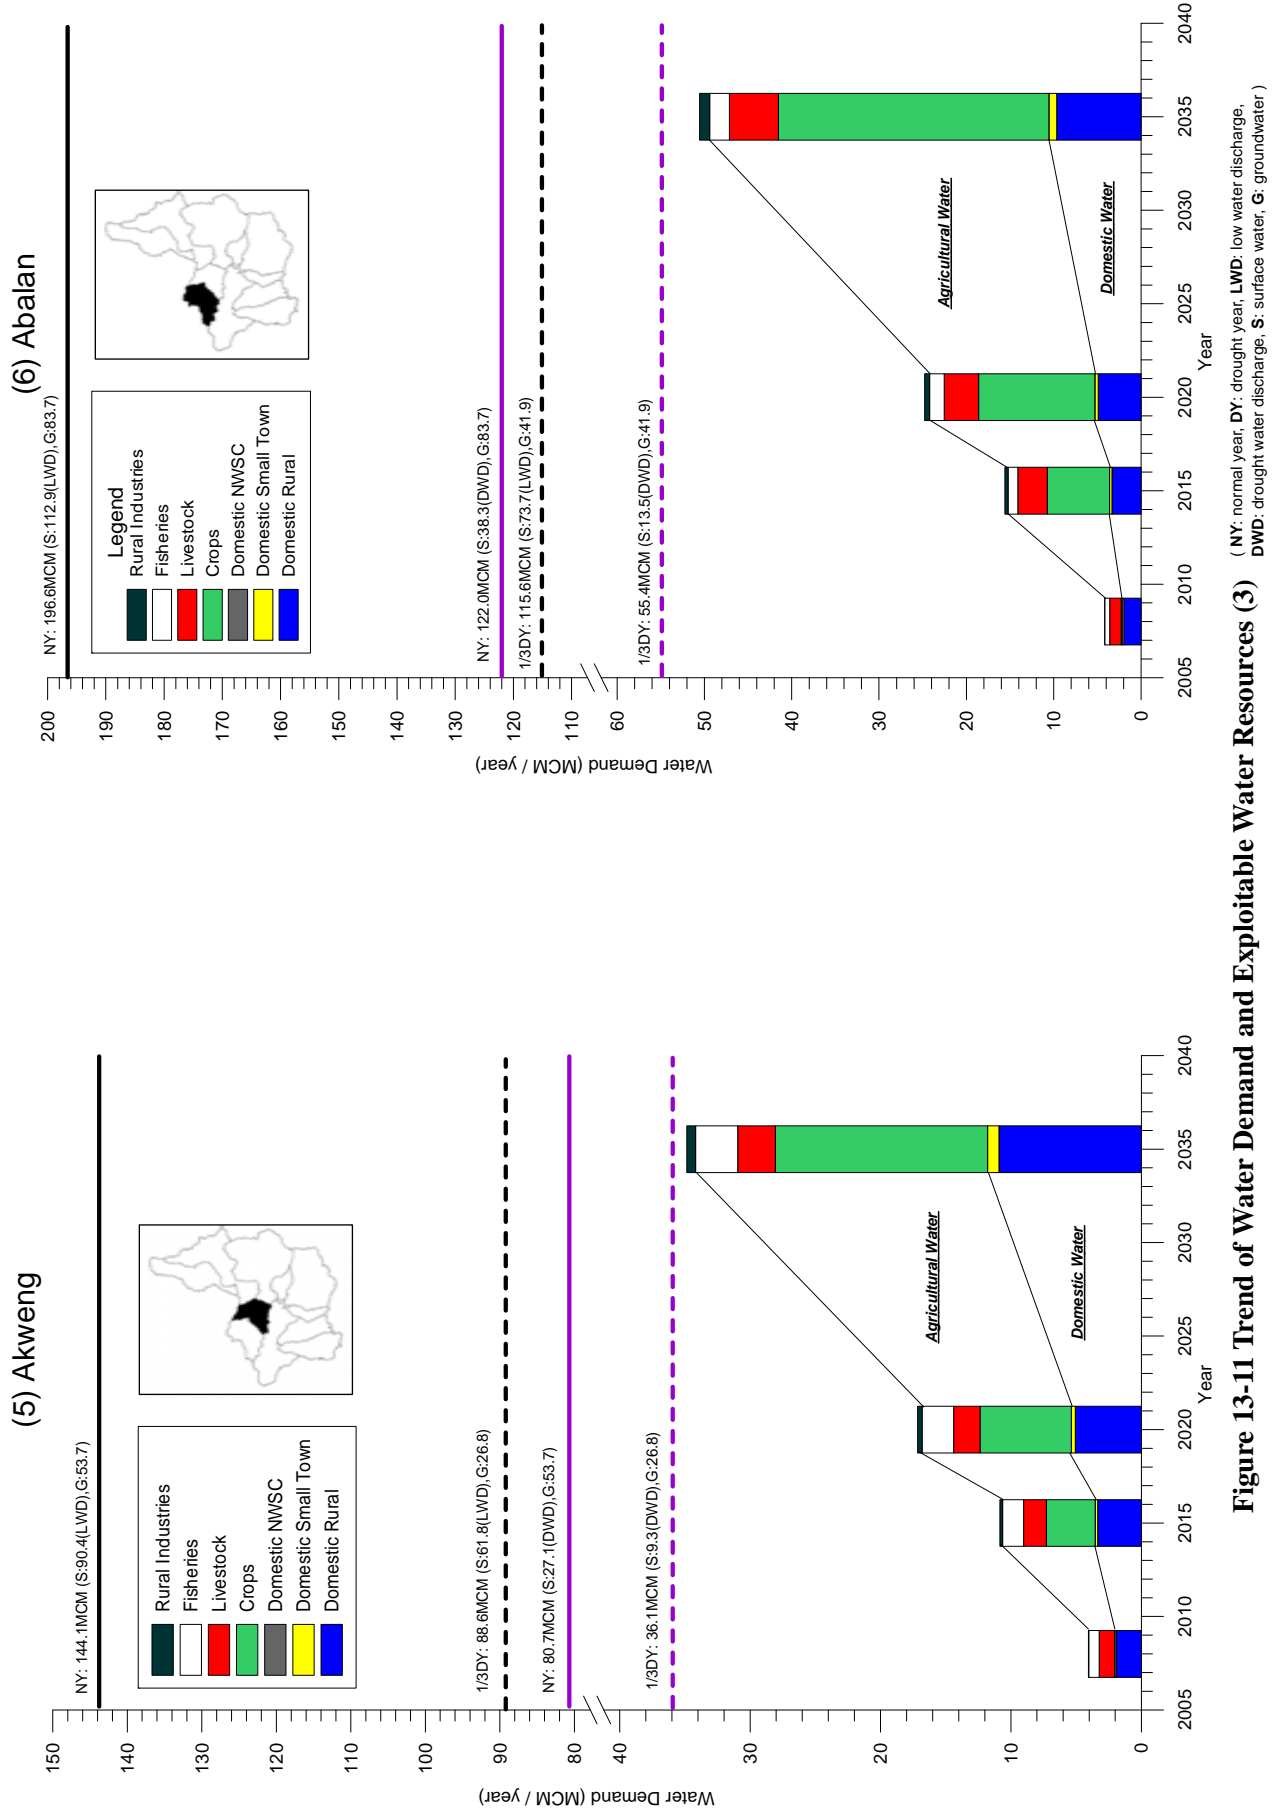 (5) Akweng
NY: 144.1MCM (S:90.4(LWD),G:53.7)
Rural Industries
Fisheries
Livestock
Crops
Domestic NWSC
Domestic Small Town
Domestic Rural
1/3DY: 88.6MCM (S:61.8(LWD),G:26.8)
NY: 80.7MCM (S:27.1(DWD),G:53.7)
1/3DY: 36.1MCM (S:9.3(DWD),G:26.8)
Agricultural Water
Domestic Water
Water Demand (MCM / year)
150
140
130
120
110
100
90
80
40
30
20
10
0
2005
2010
2015
2020
2025
2030
2035
2040
Year
(6) Abalan
NY: 196.6MCM (S:112.9(LWD),G:83.7)
Legend
Rural Industries
Fisheries
Livestock
Crops
Domestic NWSC
Domestic Small Town
Domestic Rural
NY: 122.0MCM (S:38.3(DWD),G:83.7)
1/3DY: 115.6MCM (S:73.7(LWD),G:41.9)
1/3DY: 55.4MCM (S:13.5(DWD),G:41.9)
Agricultural Water
Domestic Water
Water Demand (MCM / year)
200
190
180
170
160
150
140
130
120
110
60
50
40
30
20
10
0
2005
2010
2015
2020
2025
2030
2035
2040
Year
Figure 13-11 Trend of Water Demand and Exploitable Water Resources (3)
( NY: normal year, DY: drought year, LWD: low water discharge,
DWD: drought water discharge, S: surface water, G: groundwater )